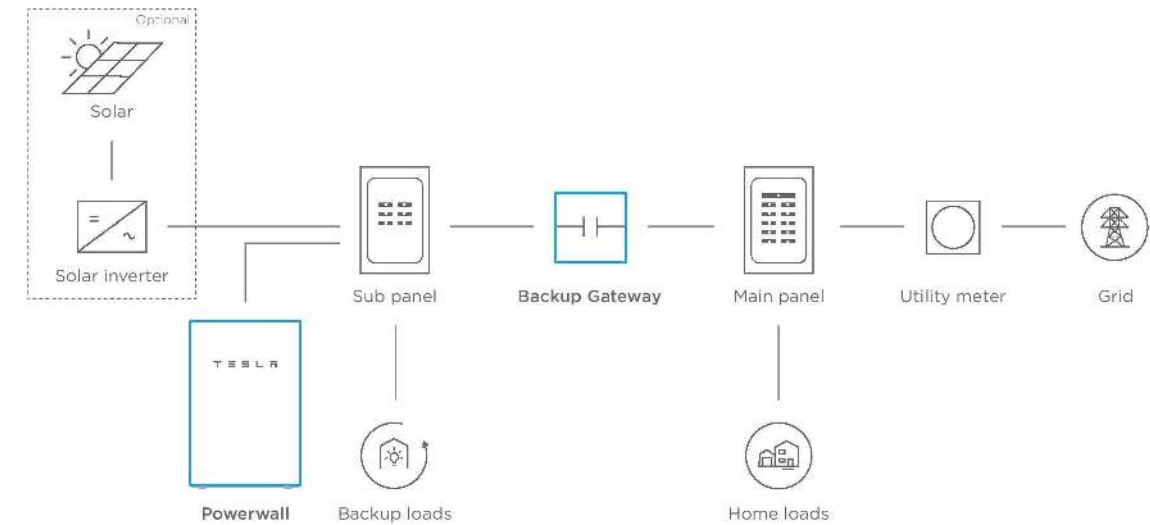 Optional
Solar
Solar inverter
Sub panel
Backup Gateway
Main panel
Utility meter
Grid
TESLA
Powerwall
Backup loads
Home loads